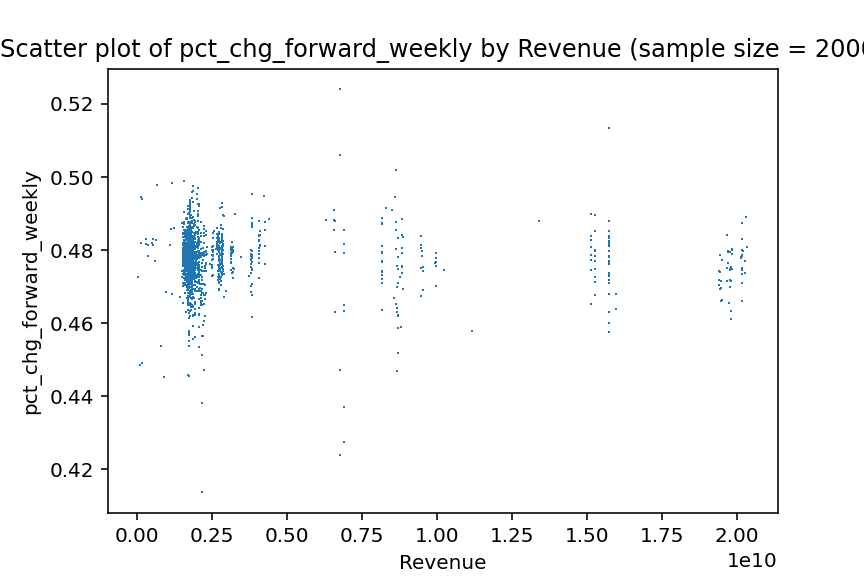 Scatter plot of pct_chg_forward_weekly by Revenue (sample size = 200
0.52
0.50
0.48
0.46
0.44
0.42
pct_chg_forward_weekly
0.00 0.25 0.50 0.75 1.00 1.25 1.50 1.75 2.00
1e10
Revenue